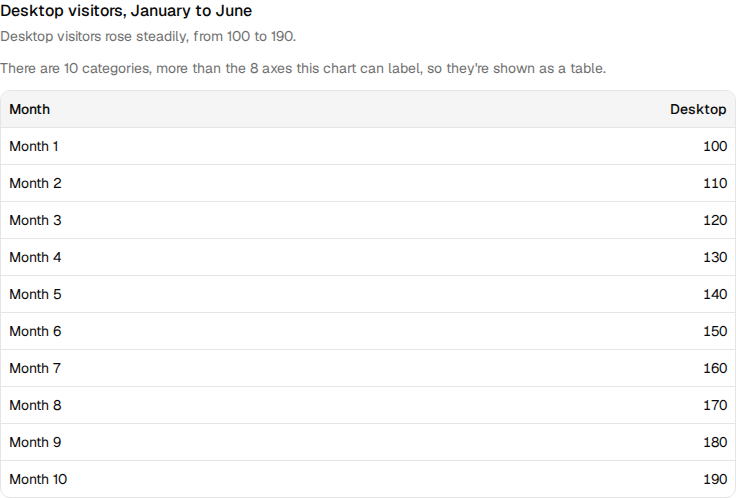 Desktop visitors, January to June
Desktop visitors rose steadily, from 100 to 190.
There are 10 categories, more than the 8 axes this chart can label, so they're shown as a table.
Month Desktop
Month 1 100
Month 2 110
Month 3 120
Month 4 130
Month 5 140
Month 6 150
Month 7 160
Month 8 170
Month 9 180
Month 10 190